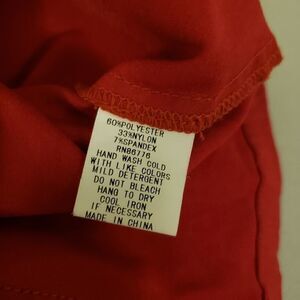 60%POLYESTER
33%NYLON
7%SPANDEX
RN86776
HAND WASH COLD
WITH LIKE COLORS
MILD DETERGENT
DO NOT BLEACH
HANG TO DRY
COOL IRON
IF NECESSARY
MADE IN CHINA